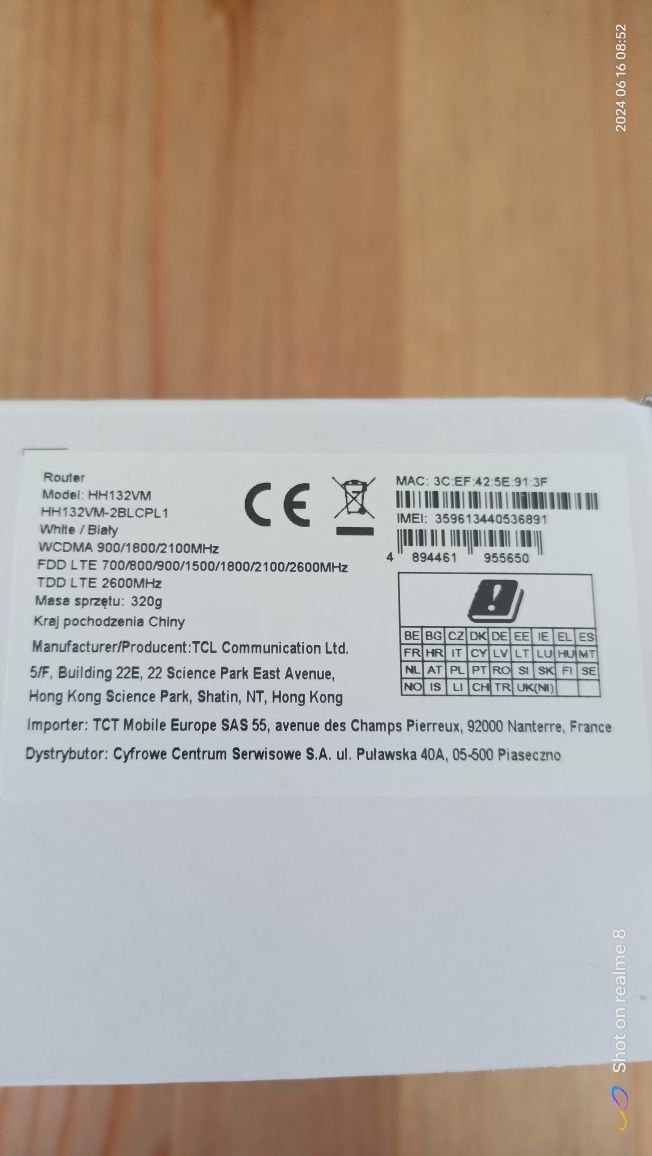 2024 06 16 08:52
Router
Model: HH132VM
HH132VM-2BLCPL1
White / Biały
WCDMA 900/1800/2100MHz
FDD LTE 700/800/900/1500/1800/2100/2600MHz
TDD LTE 2600MHz
Masa sprzętu: 320g
Kraj pochodzenia Chiny
CE
MAC: 3C:EF:42:5E:91:3F
IMEI: 359613440536891
4 894461 955650
BE BG CZ DK DE EE IE EL ES
FR HR IT CY LV LT LU HU MT
NL AT PL PT RO SI SK FI SE
NO IS LI CH TR UK(NI)
Manufacturer/Producent:TCL Communication Ltd.
5/F, Building 22E, 22 Science Park East Avenue,
Hong Kong Science Park, Shatin, NT, Hong Kong
Importer: TCT Mobile Europe SAS 55, avenue des Champs Pierreux, 92000 Nanterre, France
Dystrybutor: Cyfrowe Centrum Serwisowe S.A. ul. Puławska 40A, 05-500 Piaseczno
Shot on realme 8